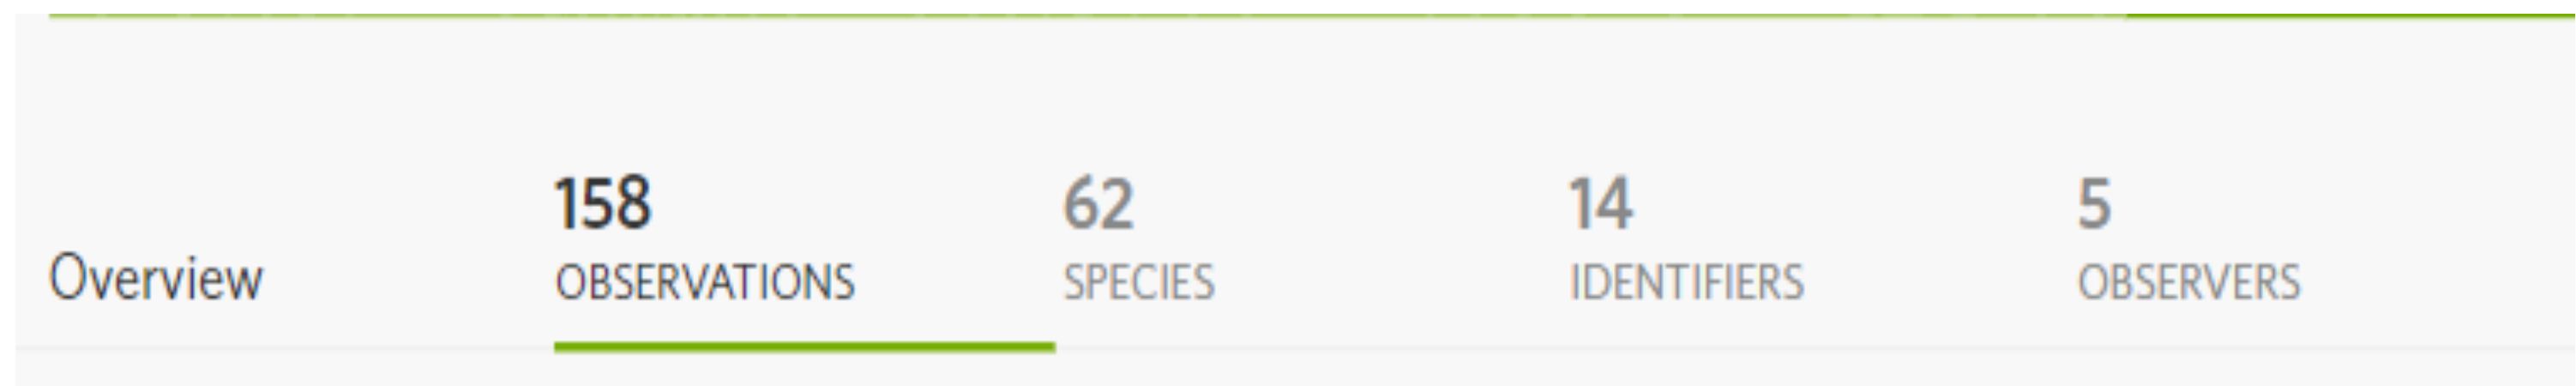 158 62 14 5
Overview OBSERVATIONS SPECIES IDENTIFIERS OBSERVERS